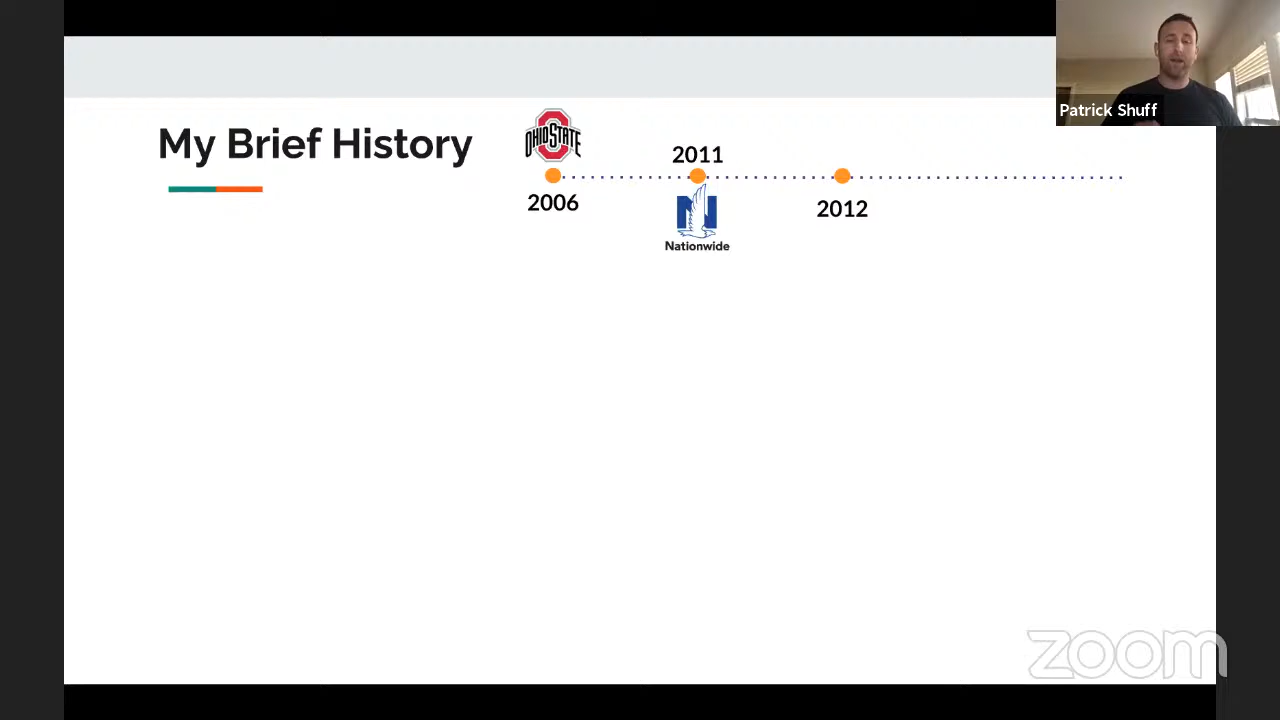 My Brief History
OHIO STATE
2006
2011
Nationwide
2012
Patrick Shuff
zoom